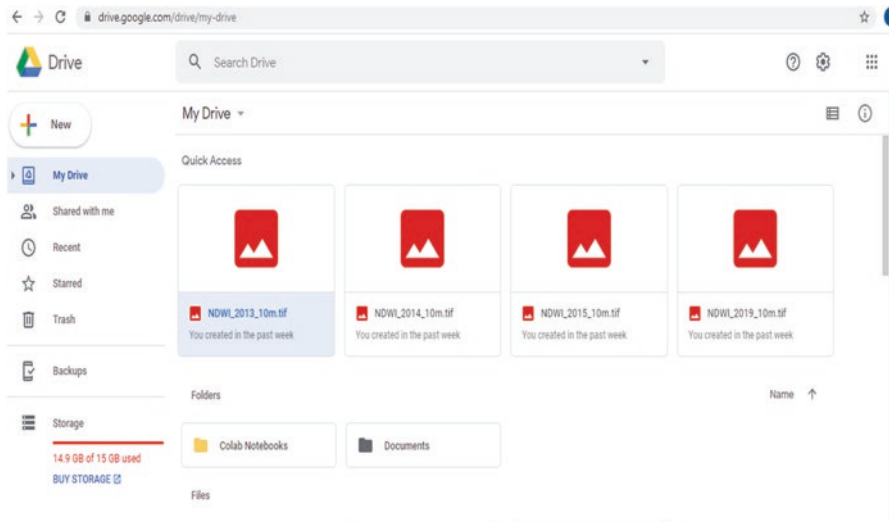 drive.google.com/drive/my-drive
Drive
Search Drive
New
My Drive
Quick Access
My Drive
Shared with me
Recent
Starred
Trash
Backups
Storage
14.9 GB of 15 GB used
BUY STORAGE
NDWI_2013_10m.tif
You created in the past week
NDWI_2014_10m.tif
You created in the past week
NDWI_2015_10m.tif
You created in the past week
NDWI_2019_10m.tif
You created in the past week
Folders
Name
Colab Notebooks
Documents
Files